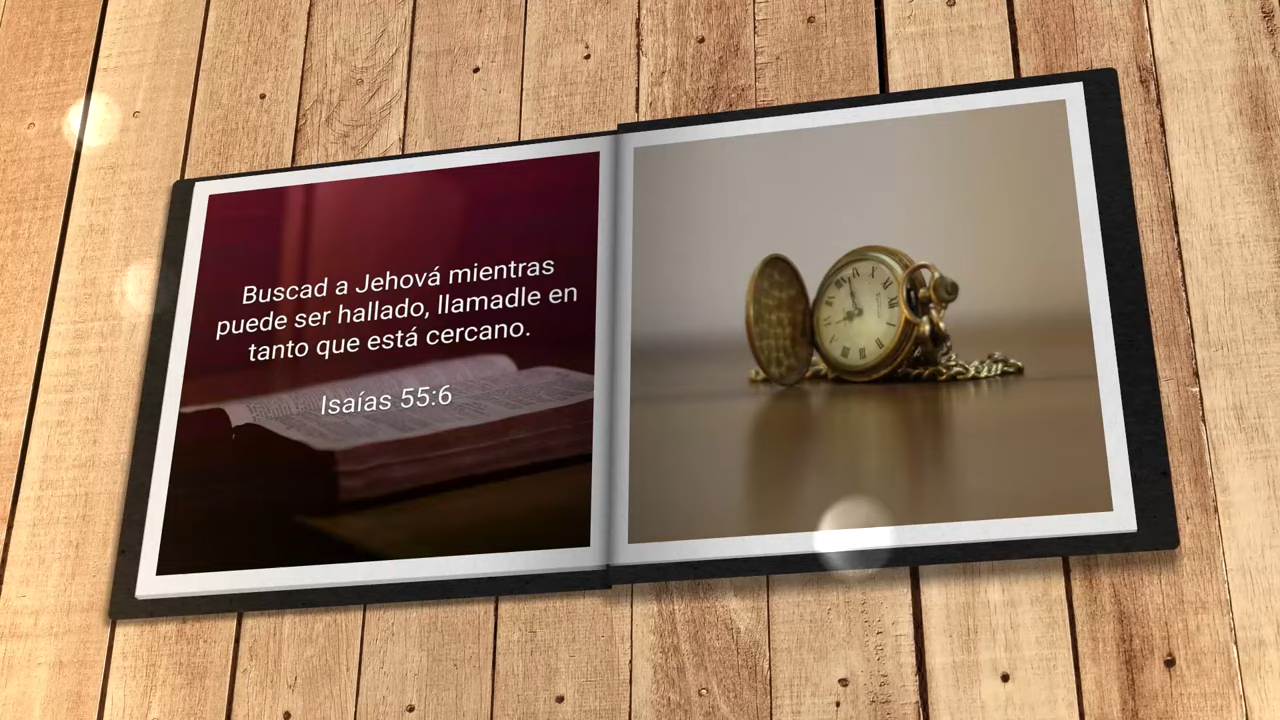 Buscad a Jehová mientras
puede ser hallado, llamadle en
tanto que está cercano.
Isaías 55:6